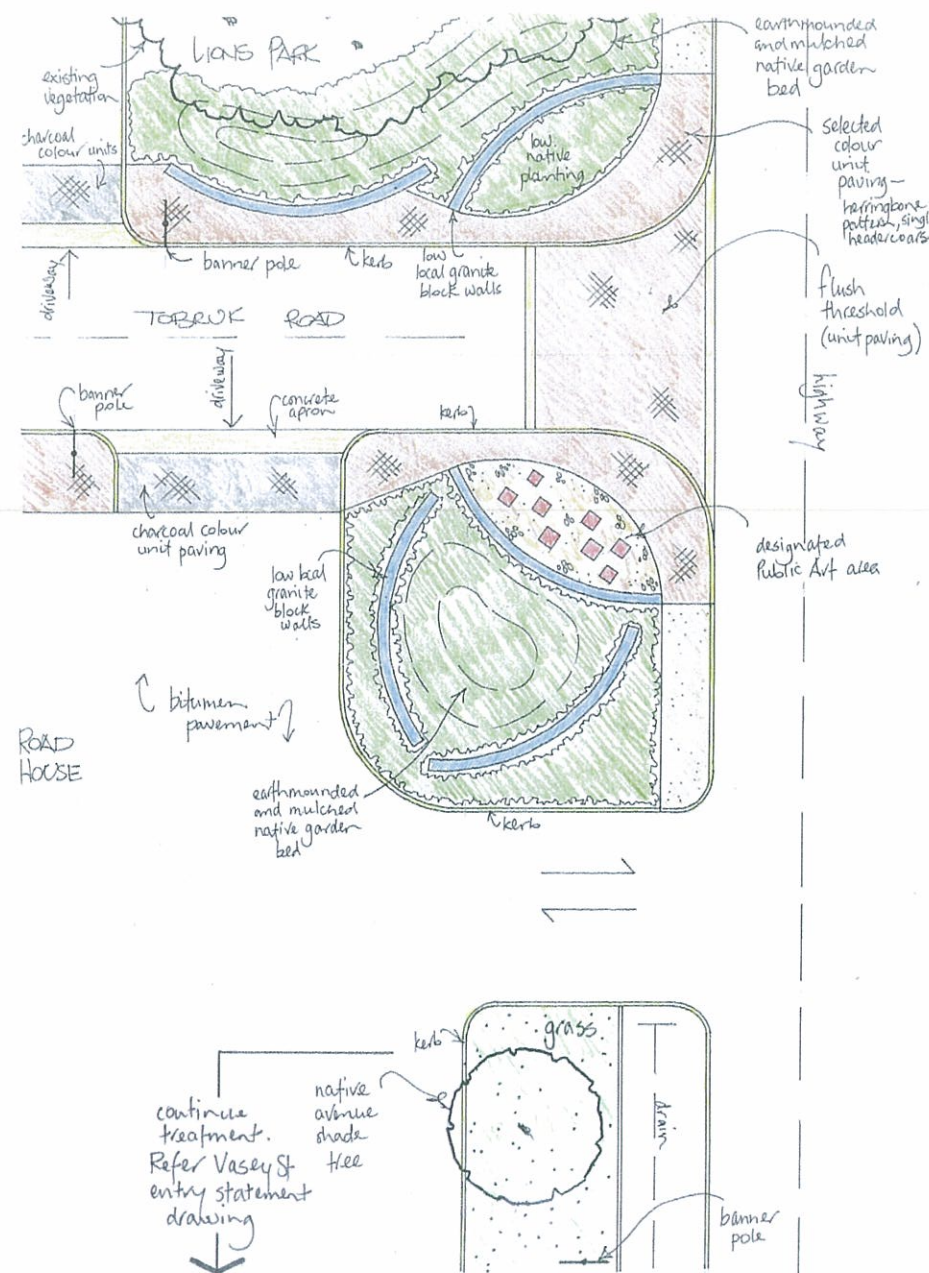 LIONS PARK
existing
vegetation
charcoal
colour units
earthmounded
and mulched
native garden
bed
selected
colour
unit
paving -
herringbone
pattern, singl
headercoars
low
native
planting
banner pole
kerb
low
local granite
block walls
driveway
TOBRUK ROAD
flush
threshold
(unit paving)
highway
driveway
banner
pole
concrete
apron
kerb
charcoal colour
unit paving
low local
granite
block
walls
designated
Public Art area
bitumen
pavement
ROAD
HOUSE
earthmounded
and mulched
native garden
bed
kerb
grass
kerb
native
avenue
shade
tree
drain
continue
treatment.
Refer Vasey St
entry statement
drawing
banner
pole